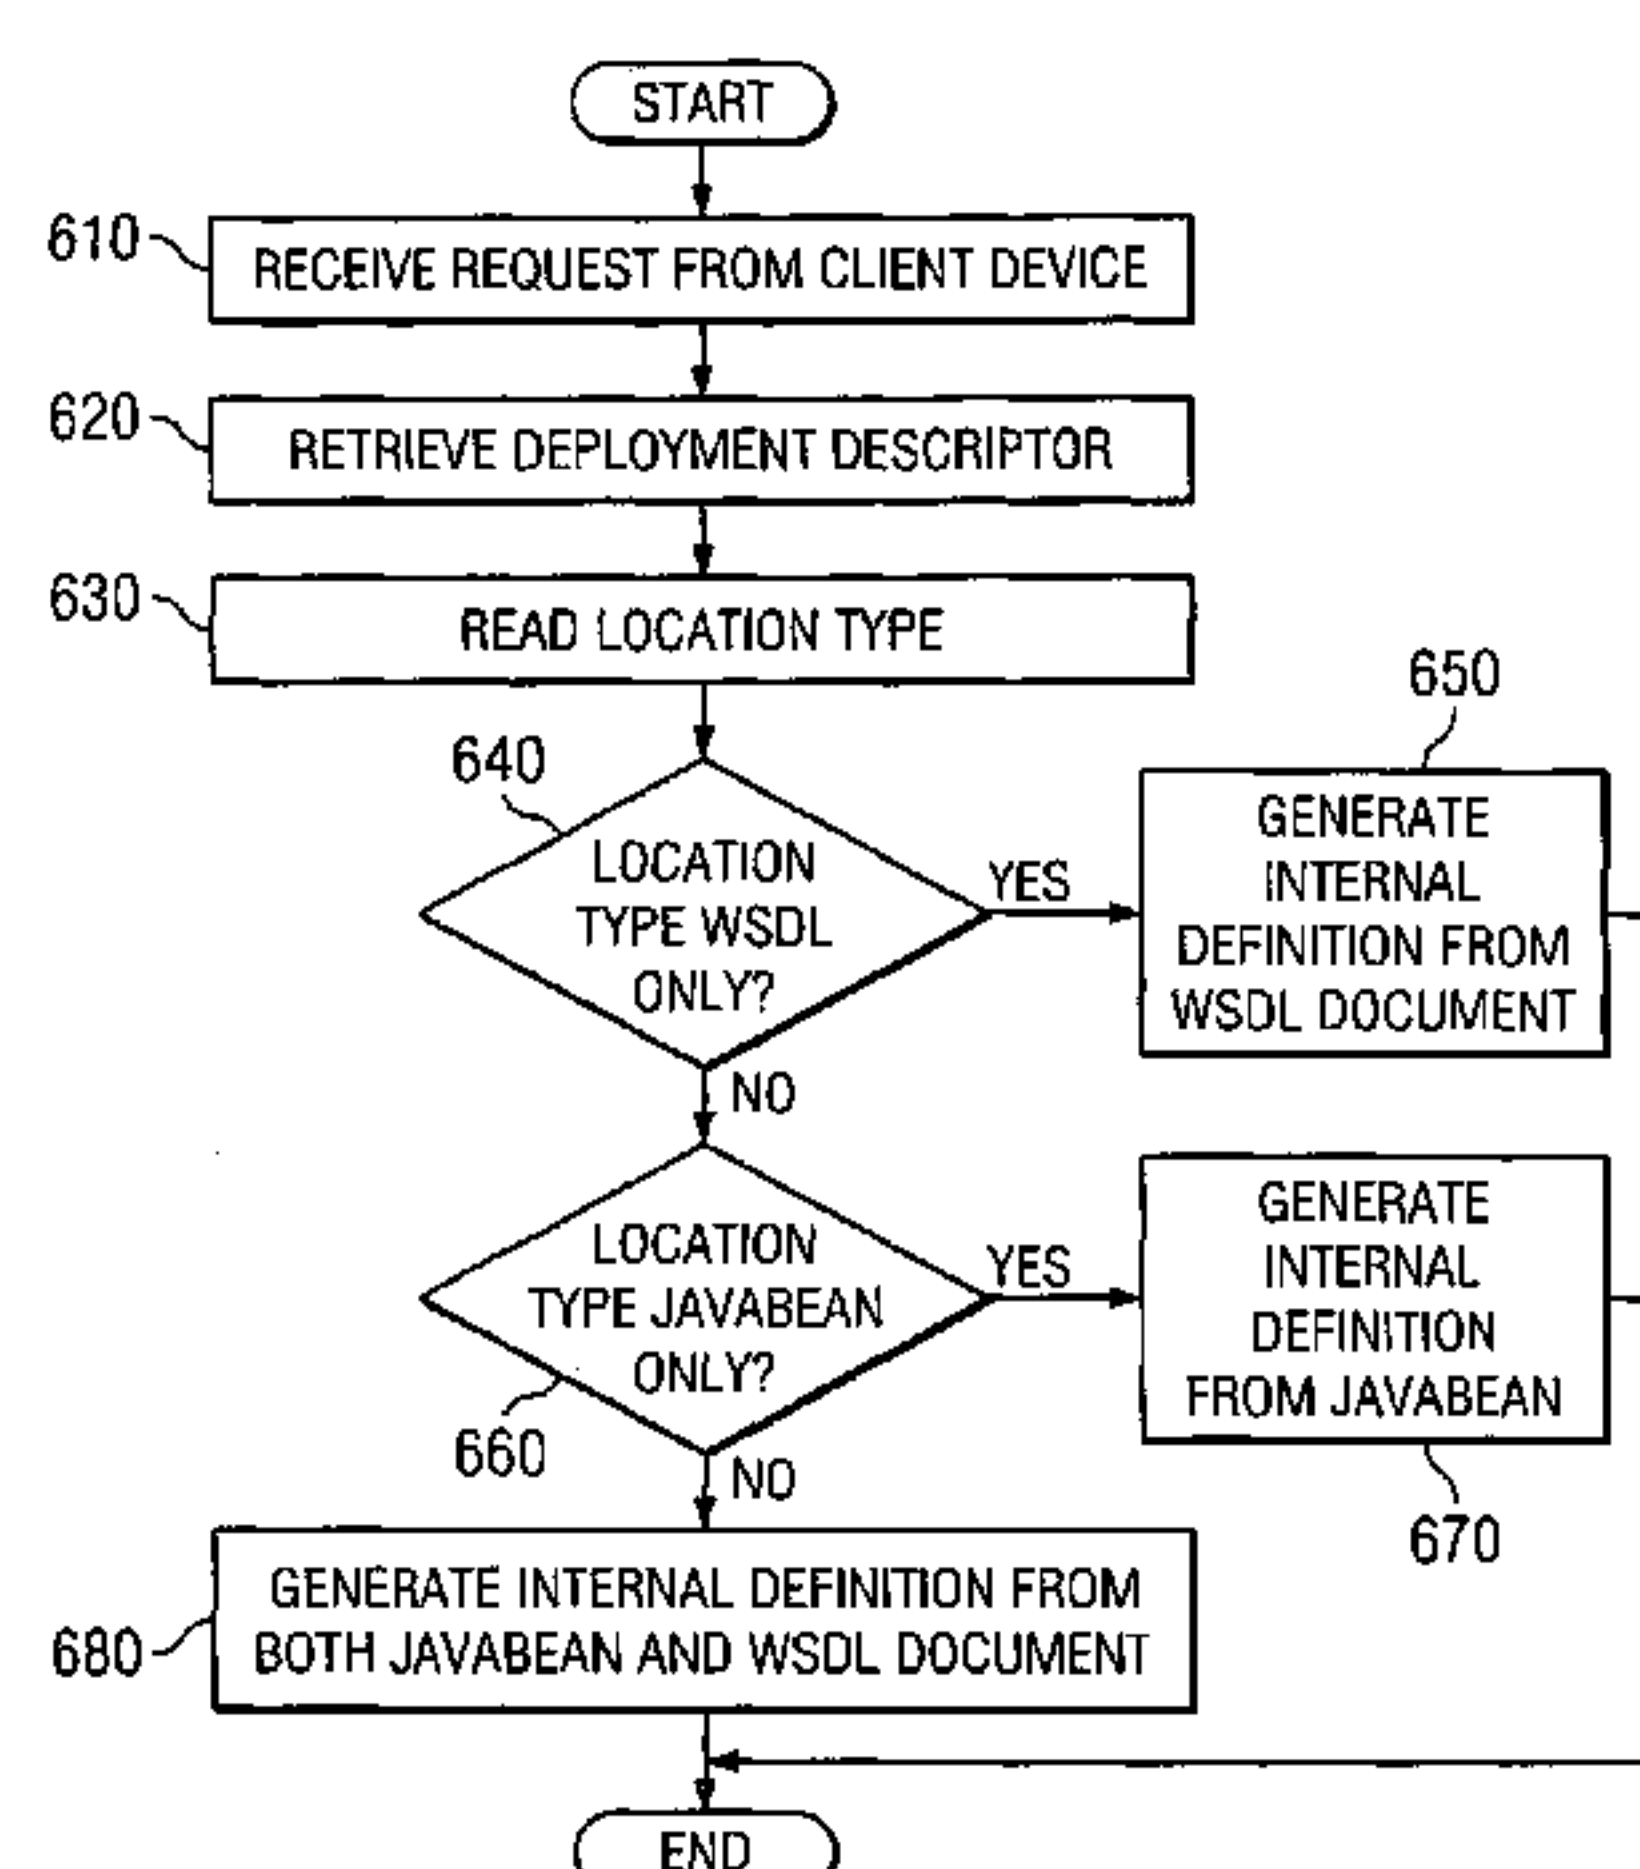 START
610
RECEIVE REQUEST FROM CLIENT DEVICE
620
RETRIEVE DEPLOYMENT DESCRIPTOR
630
READ LOCATION TYPE
640
LOCATION
TYPE WSDL
ONLY?
YES
650
GENERATE
INTERNAL
DEFINITION FROM
WSDL DOCUMENT
NO
LOCATION
TYPE JAVABEAN
ONLY?
660
YES
GENERATE
INTERNAL
DEFINITION
FROM JAVABEAN
670
NO
680
GENERATE INTERNAL DEFINITION FROM
BOTH JAVABEAN AND WSDL DOCUMENT
END